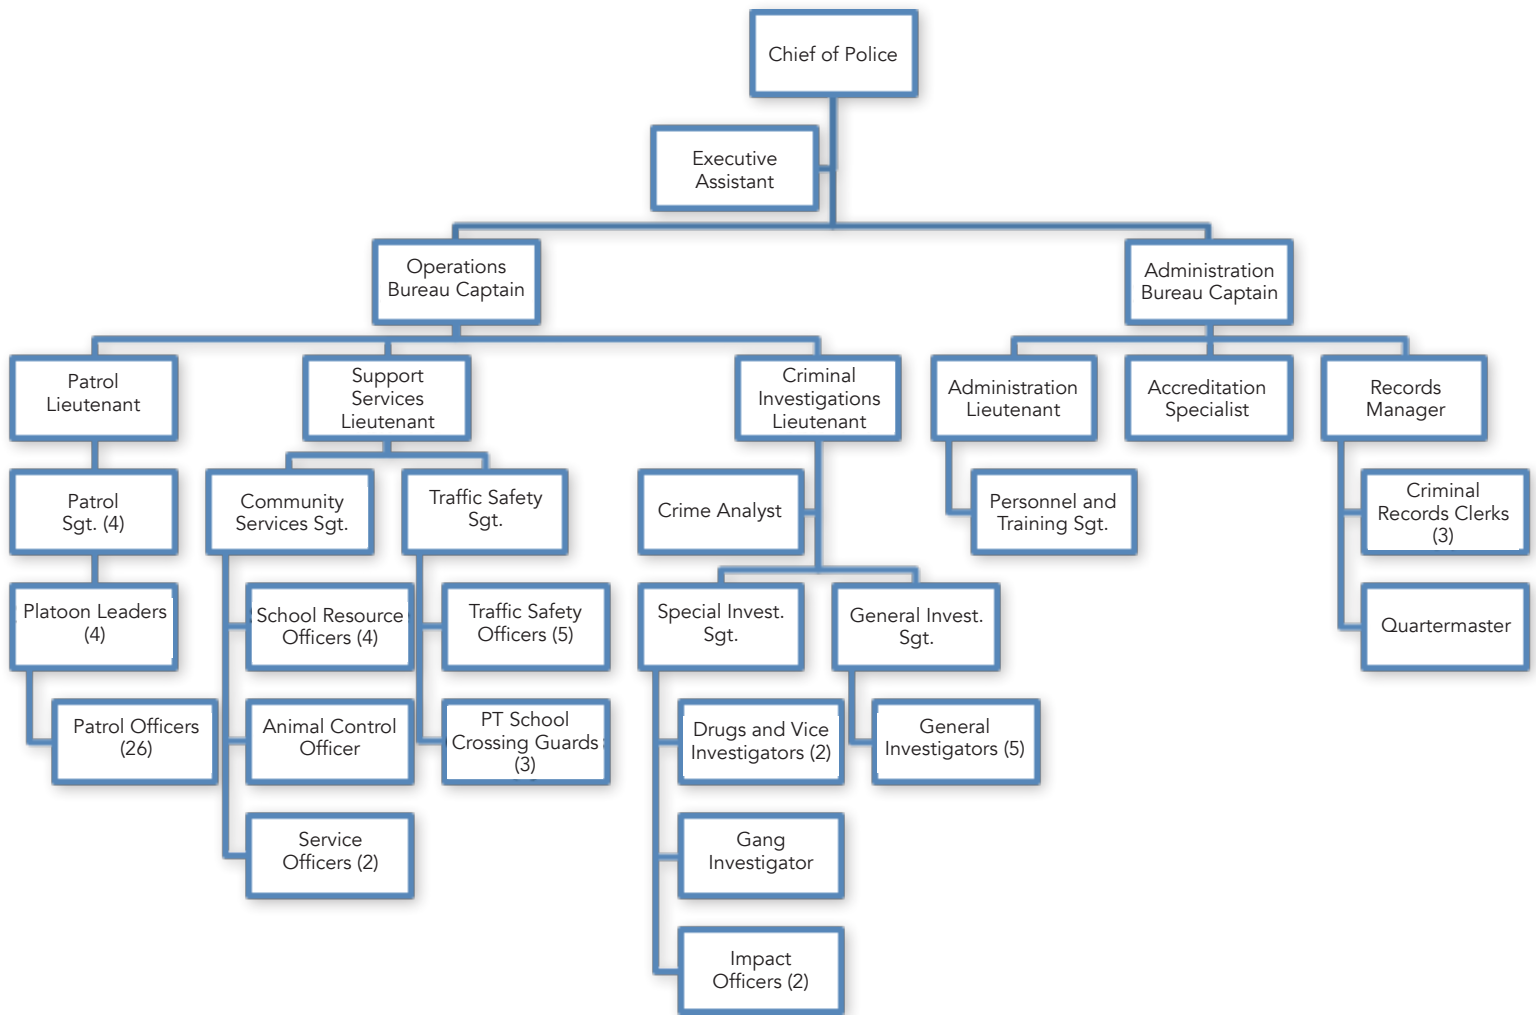 Chief of Police
Executive
Assistant
Operations
Bureau Captain
Administration
Bureau Captain
Patrol
Lieutenant
Support
Services
Lieutenant
Criminal
Investigations
Lieutenant
Administration
Lieutenant
Accreditation
Specialist
Records
Manager
Patrol
Sgt. (4)
Community
Services Sgt.
Traffic Safety
Sgt.
Crime Analyst
Personnel and
Training Sgt.
Criminal
Records Clerks
(3)
Platoon Leaders
(4)
School Resource
Officers (4)
Traffic Safety
Officers (5)
Special Invest.
Sgt.
General Invest.
Sgt.
Quartermaster
Patrol Officers
(26)
Animal Control
Officer
PT School
Crossing Guards
(3)
Drugs and Vice
Investigators (2)
General
Investigators (5)
Service
Officers (2)
Gang
Investigator
Impact
Officers (2)